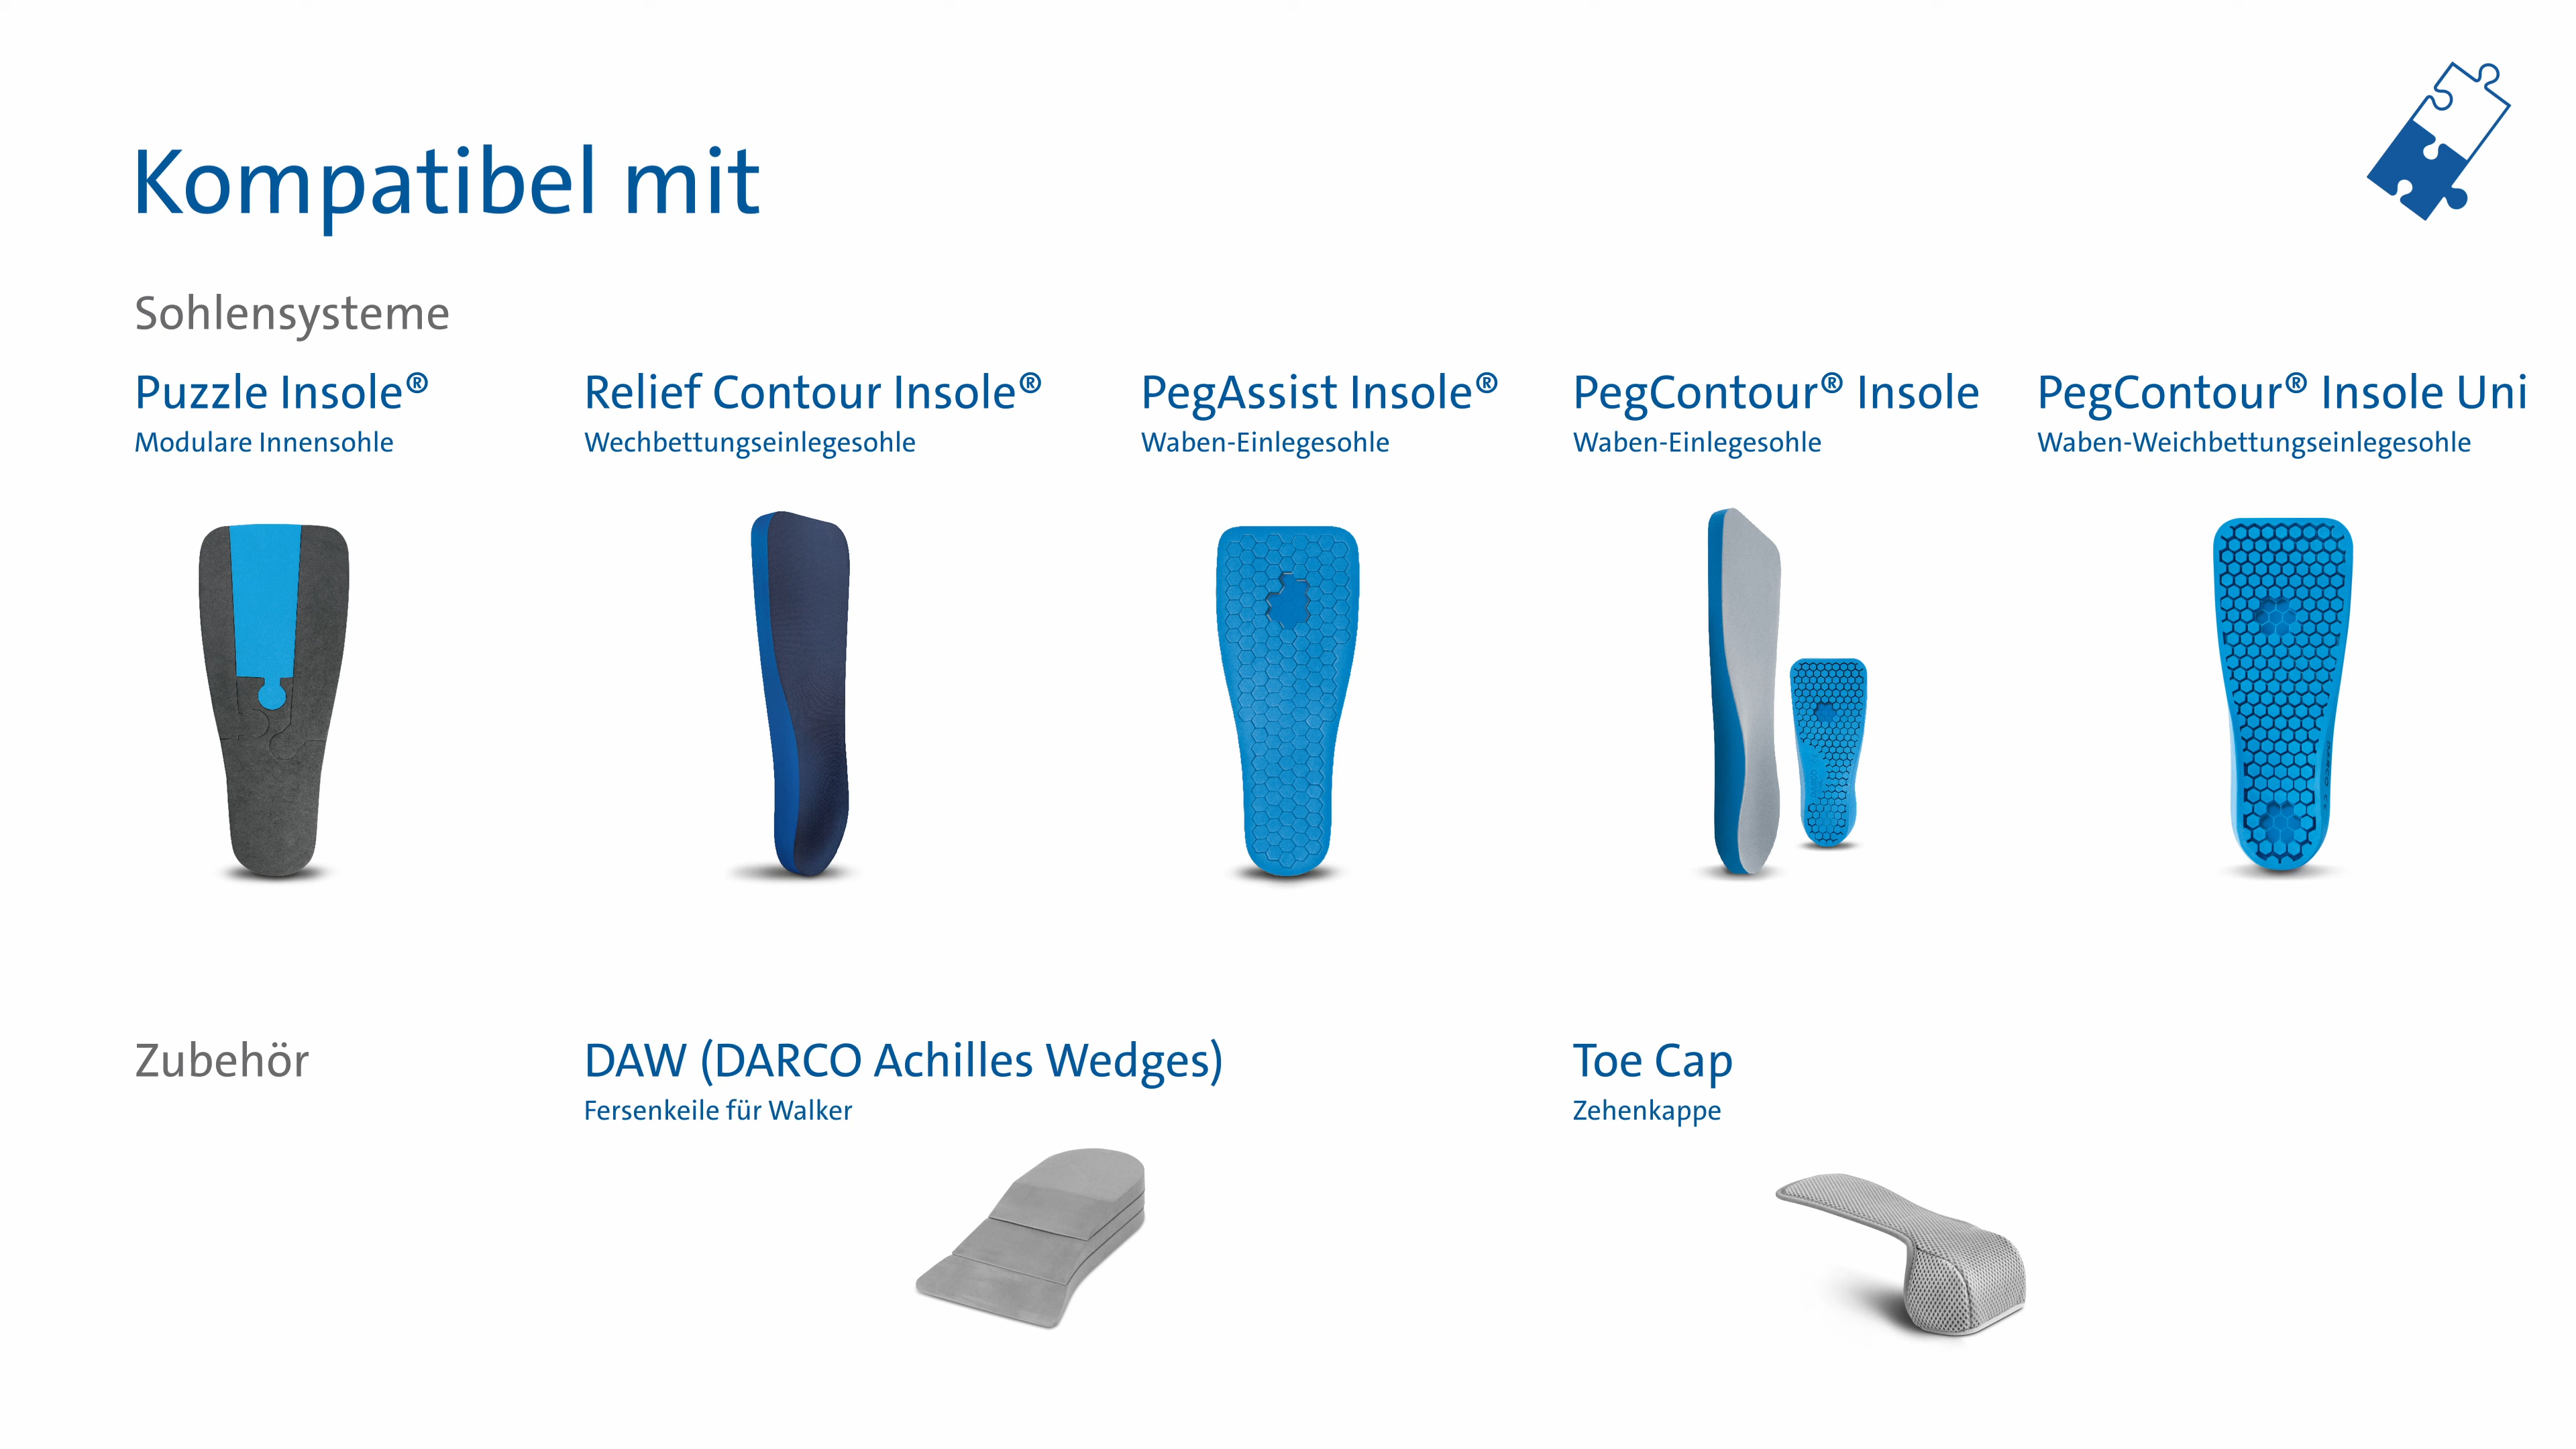 Kompatibel mit
Sohlensysteme
Puzzle Insole®
Modulare Innensohle
Relief Contour Insole®
Wechbettungseinlegesohle
PegAssist Insole®
Waben-Einlegesohle
PegContour® Insole
Waben-Einlegesohle
PegContour® Insole Uni
Waben-Weichbettungseinlegesohle
Zubehör
DAW (DARCO Achilles Wedges)
Fersenkeile für Walker
Toe Cap
Zehenkappe